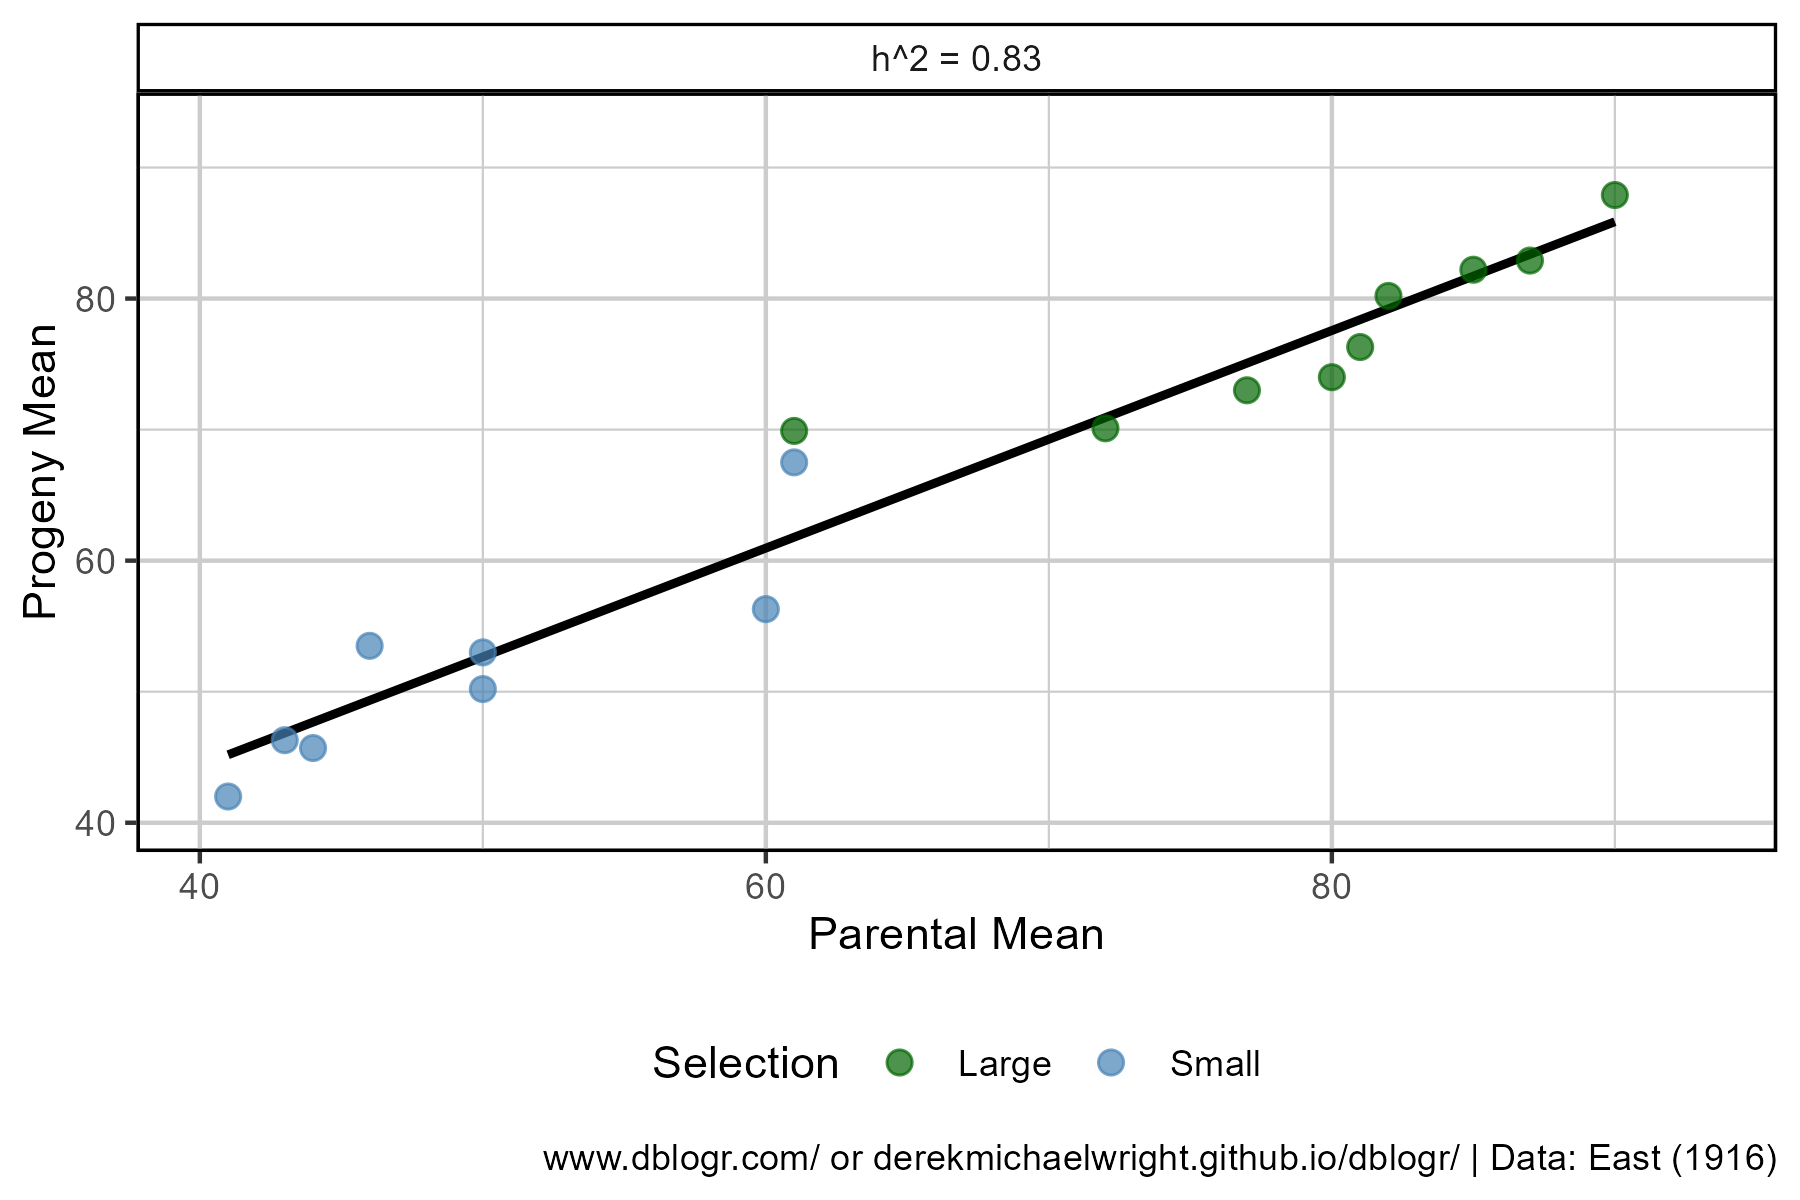 h^2 = 0.83
Progeny Mean
80
60
40
40 60 80
Parental Mean
Selection Large Small
www.dblogr.com/ or derekmichaelwright.github.io/dblogr/ | Data: East (1916)